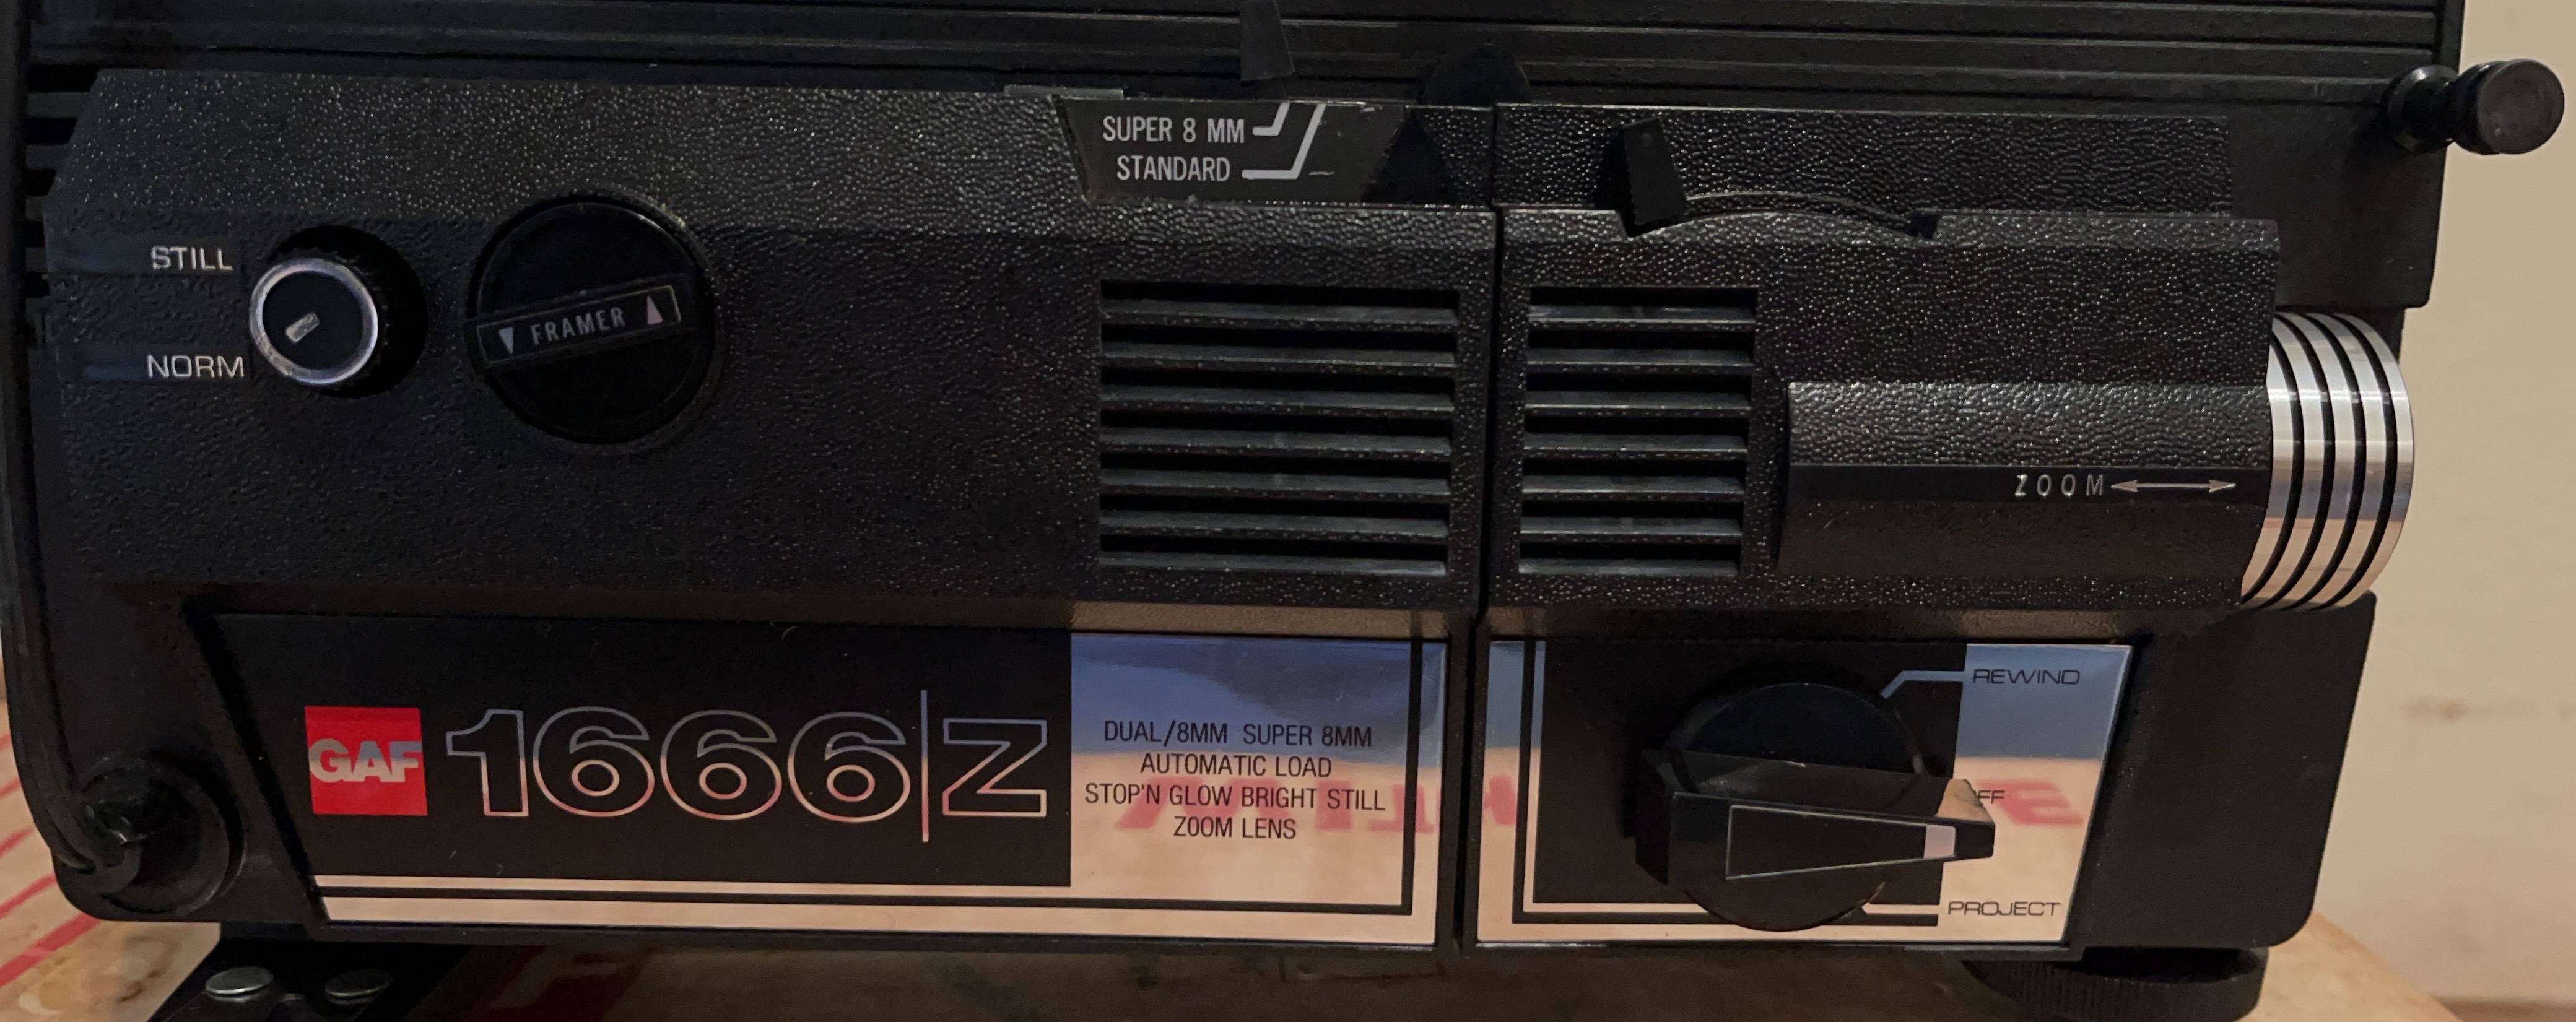 SUPER 8 MM
STANDARD
STILL
NORM
FRAMER
ZOOM
GAF 1666/Z
DUAL/8MM SUPER 8MM
AUTOMATIC LOAD
STOP'N GLOW BRIGHT STILL
ZOOM LENS
REWIND
FF
PROJECT